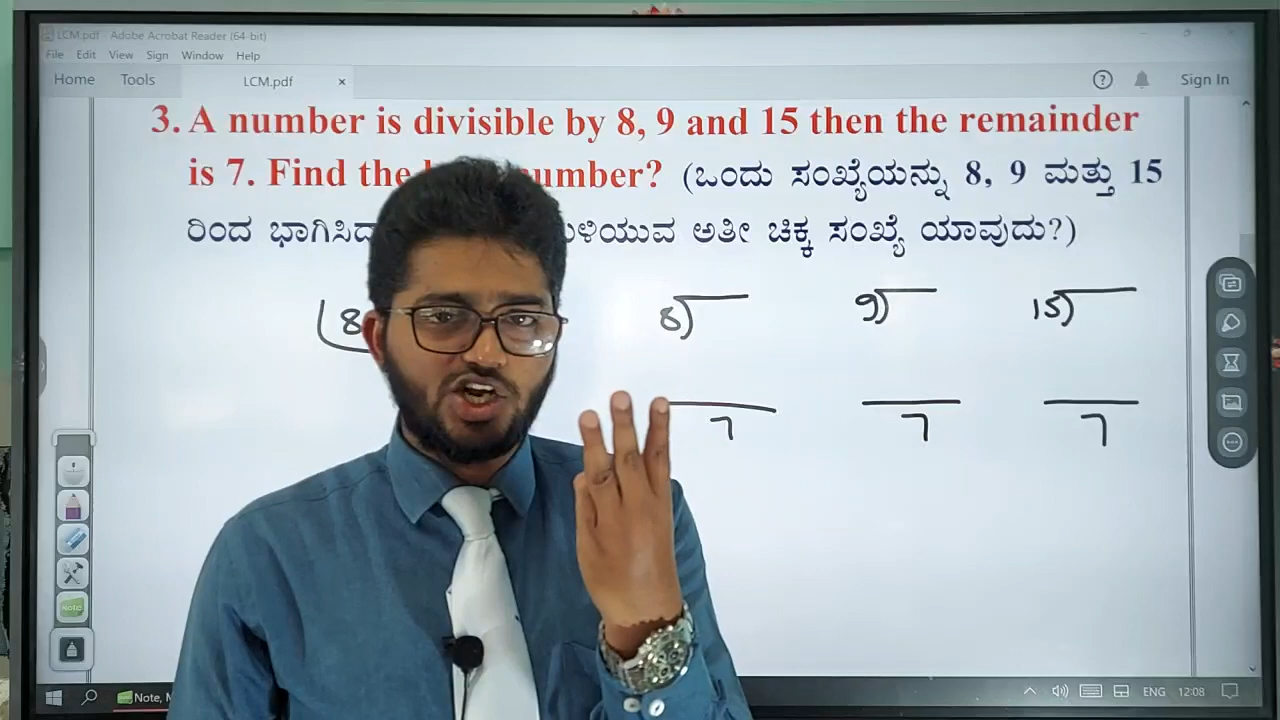 LCM.pdf - Adobe Acrobat Reader (64-bit)
File Edit View Sign Window Help
Home Tools LCM.pdf × ? Sign In
3. A number is divisible by 8, 9 and 15 then the remainder
is 7. Find the number? (ಒಂದು ಸಂಖ್ಯೆಯನ್ನು 8, 9 ಮತ್ತು 15
ರಿಂದ ಅತೀ ಚಿಕ್ಕ ಸಂಖ್ಯೆ ಯಾವುದು?)
(8 8) 9) 15)
7 7 7
Note
Note, ENG 12:08